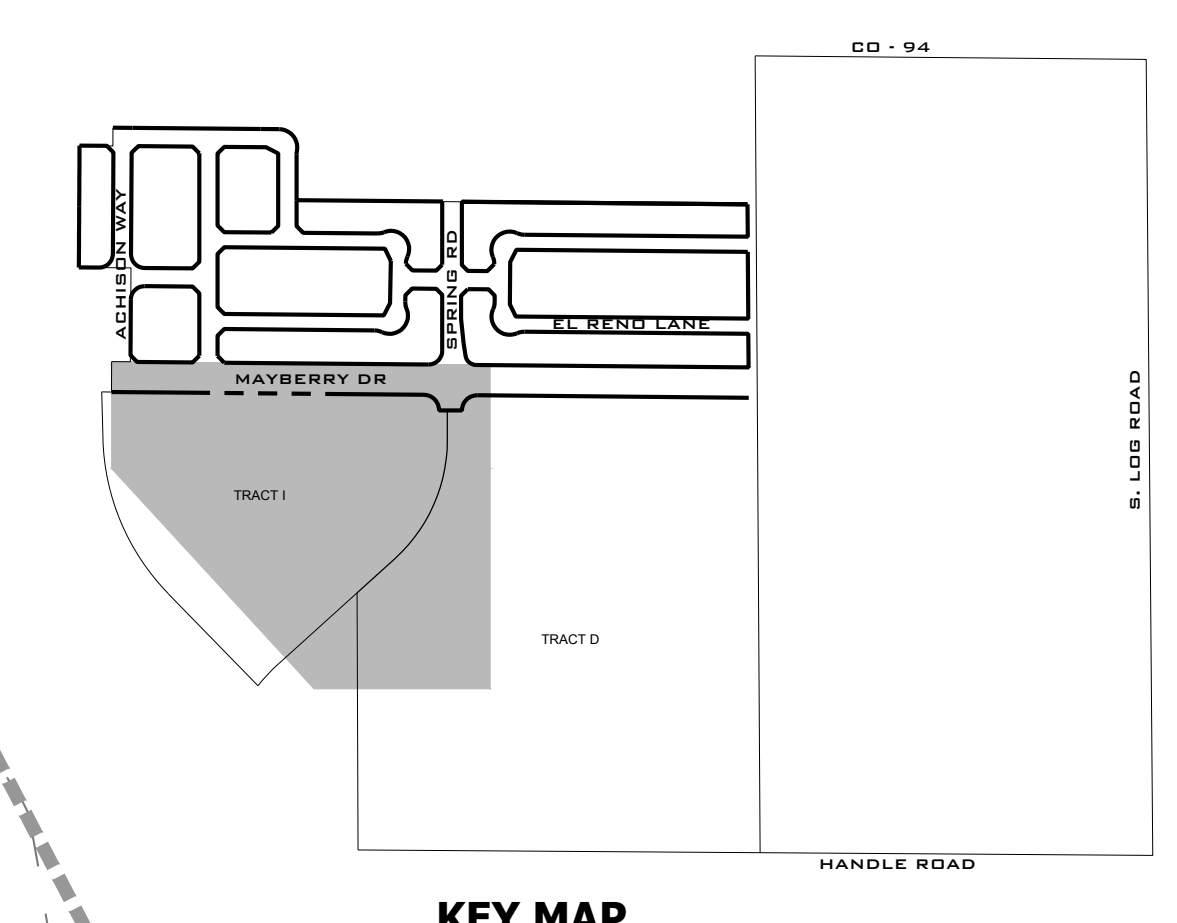 CO - 94
ACHISON WAY
SPRING RD
EL RENO LANE
MAYBERRY DR
S. LOG ROAD
TRACT I
TRACT D
HANDLE ROAD
KEY MAP